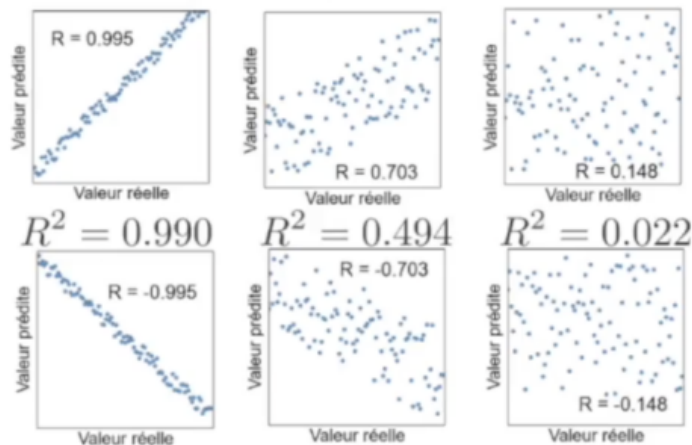 R = 0.995
Valeur prédite
Valeur réelle
R = 0.703
Valeur prédite
Valeur réelle
R = 0.148
Valeur prédite
Valeur réelle
R² = 0.990
R² = 0.494
R² = 0.022
R = -0.995
Valeur prédite
Valeur réelle
R = -0.703
Valeur prédite
Valeur réelle
R = -0.148
Valeur prédite
Valeur réelle